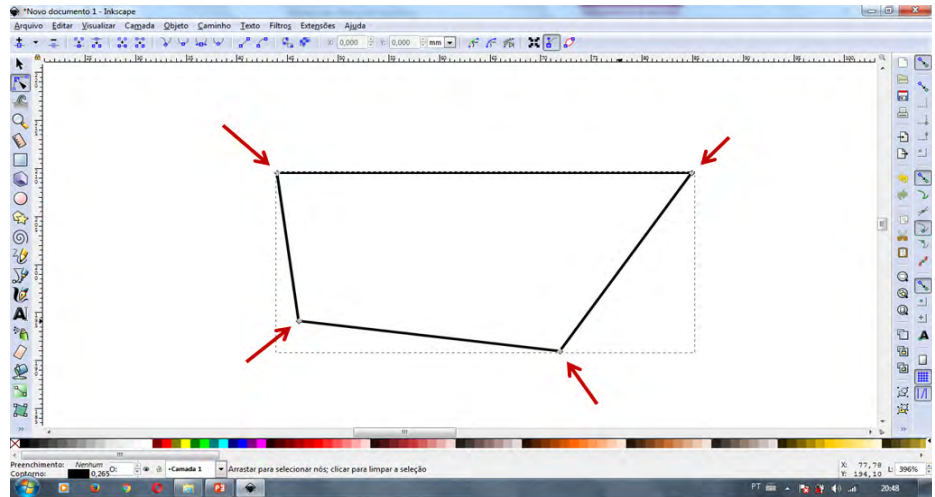 *Novo documento 1 - Inkscape
Arquivo Editar Visualizar Camada Objeto Caminho Texto Filtros Extensões Ajuda
X: 0,000 Y: 0,000 mm
Preenchimento: Nenhum O: •Camada 1 Arrastar para selecionar nós; clicar para limpar a seleção X: 77,78 L: 396%
Contorno: 0,265 Y: 194,10
PT 20:48